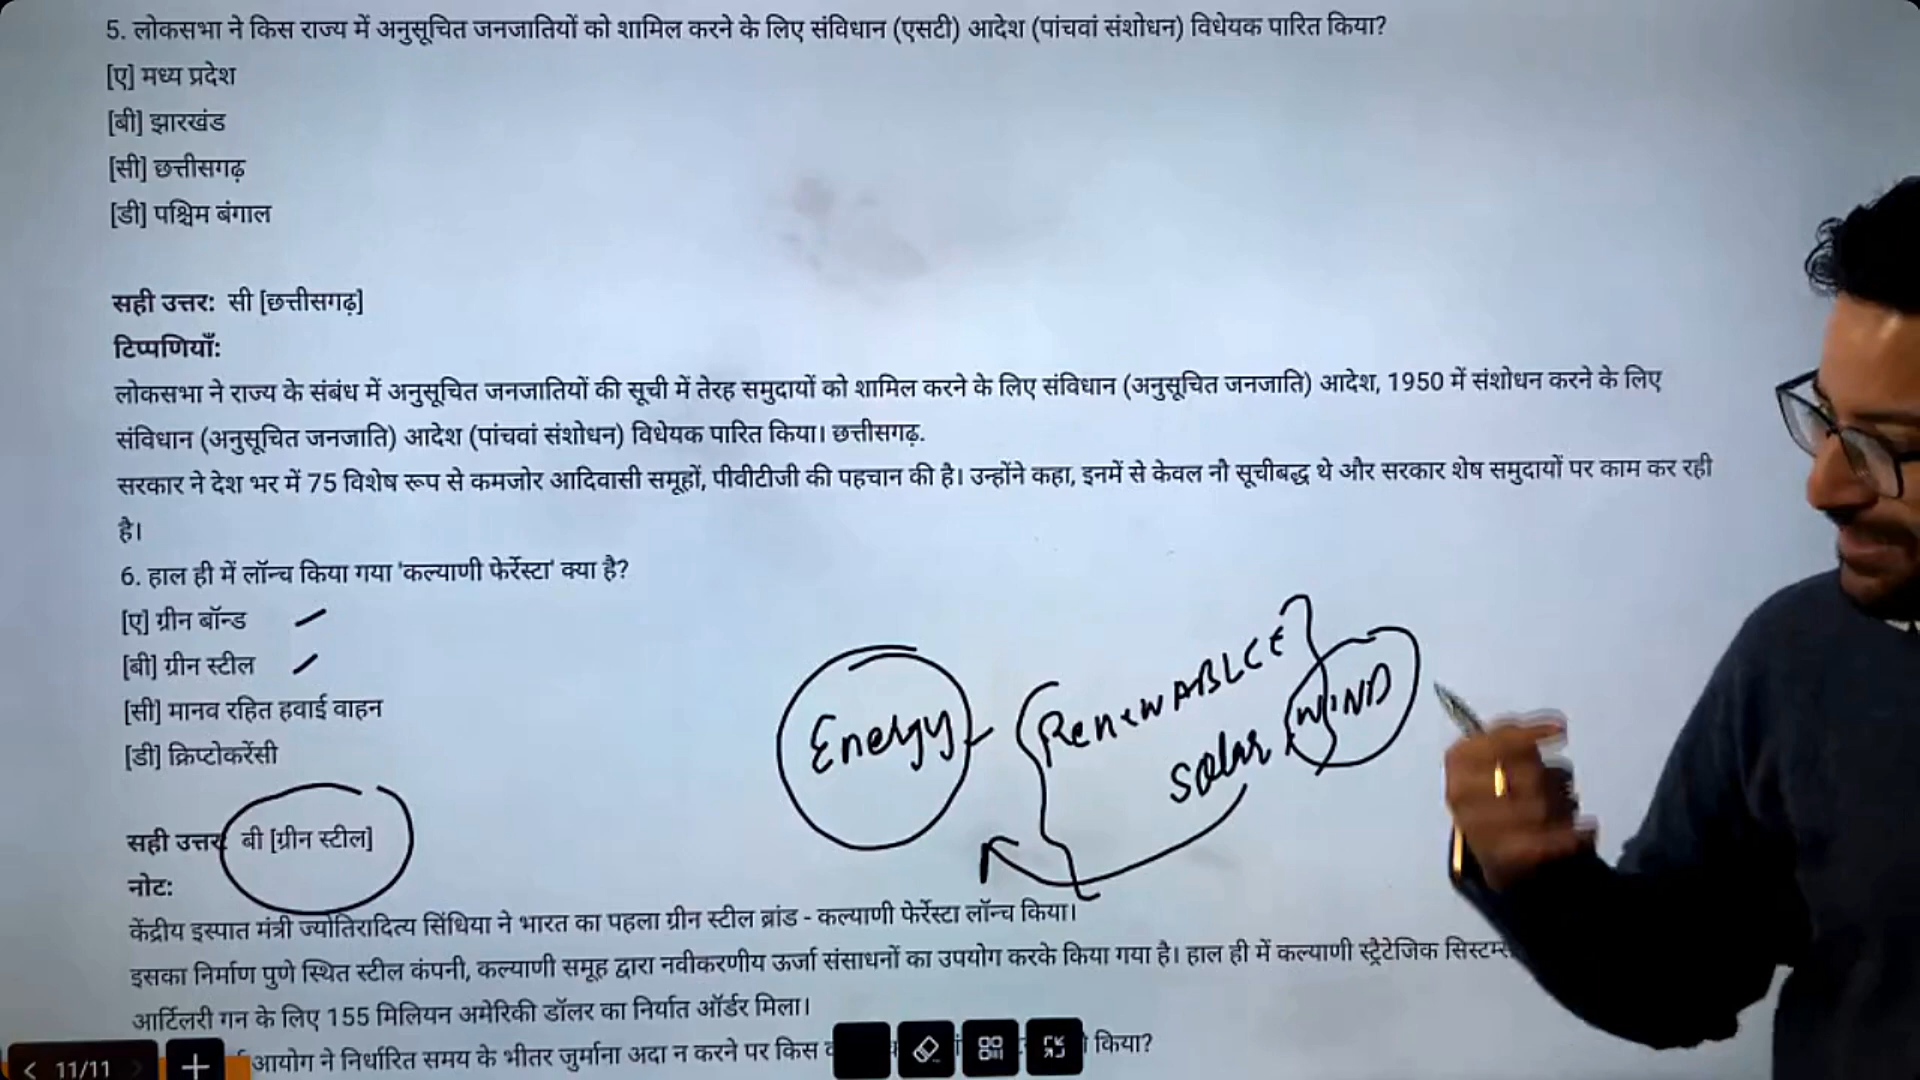 5. लोकसभा ने किस राज्य में अनुसूचित जनजातियों को शामिल करने के लिए संविधान (एसटी) आदेश (पांचवां संशोधन) विधेयक पारित किया?
[ए] मध्य प्रदेश
[बी] झारखंड
[सी] छत्तीसगढ़
[डी] पश्चिम बंगाल
सही उत्तर: सी [छत्तीसगढ़]
टिप्पणियाँ:
लोकसभा ने राज्य के संबंध में अनुसूचित जनजातियों की सूची में तेरह समुदायों को शामिल करने के लिए संविधान (अनुसूचित जनजाति) आदेश, 1950 में संशोधन करने के लिए
संविधान (अनुसूचित जनजाति) आदेश (पांचवां संशोधन) विधेयक पारित किया। छत्तीसगढ़.
सरकार ने देश भर में 75 विशेष रूप से कमजोर आदिवासी समूहों, पीवीटीजी की पहचान की है। उन्होंने कहा, इनमें से केवल नौ सूचीबद्ध थे और सरकार शेष समुदायों पर काम कर रही
है।
6. हाल ही में लॉन्च किया गया 'कल्याणी फेरेंस्टा' क्या है?
[ए] ग्रीन बॉन्ड
[बी] ग्रीन स्टील
[सी] मानव रहित हवाई वाहन
[डी] क्रिप्टोकरेंसी
Energy
RenewABLCE
solar WIND
सही उत्तर बी [ग्रीन स्टील]
नोट:
केंद्रीय इस्पात मंत्री ज्योतिरादित्य सिंधिया ने भारत का पहला ग्रीन स्टील ब्रांड - कल्याणी फेरेंस्टा लॉन्च किया।
इसका निर्माण पुणे स्थित स्टील कंपनी, कल्याणी समूह द्वारा नवीकरणीय ऊर्जा संसाधनों का उपयोग करके किया गया है। हाल ही में कल्याणी स्ट्रैटेजिक सिस्टम्स
आर्टिलरी गन के लिए 155 मिलियन अमेरिकी डॉलर का निर्यात ऑर्डर मिला।
आयोग ने निर्धारित समय के भीतर जुर्माना अदा न करने पर किस किया?
< 11/11 > +